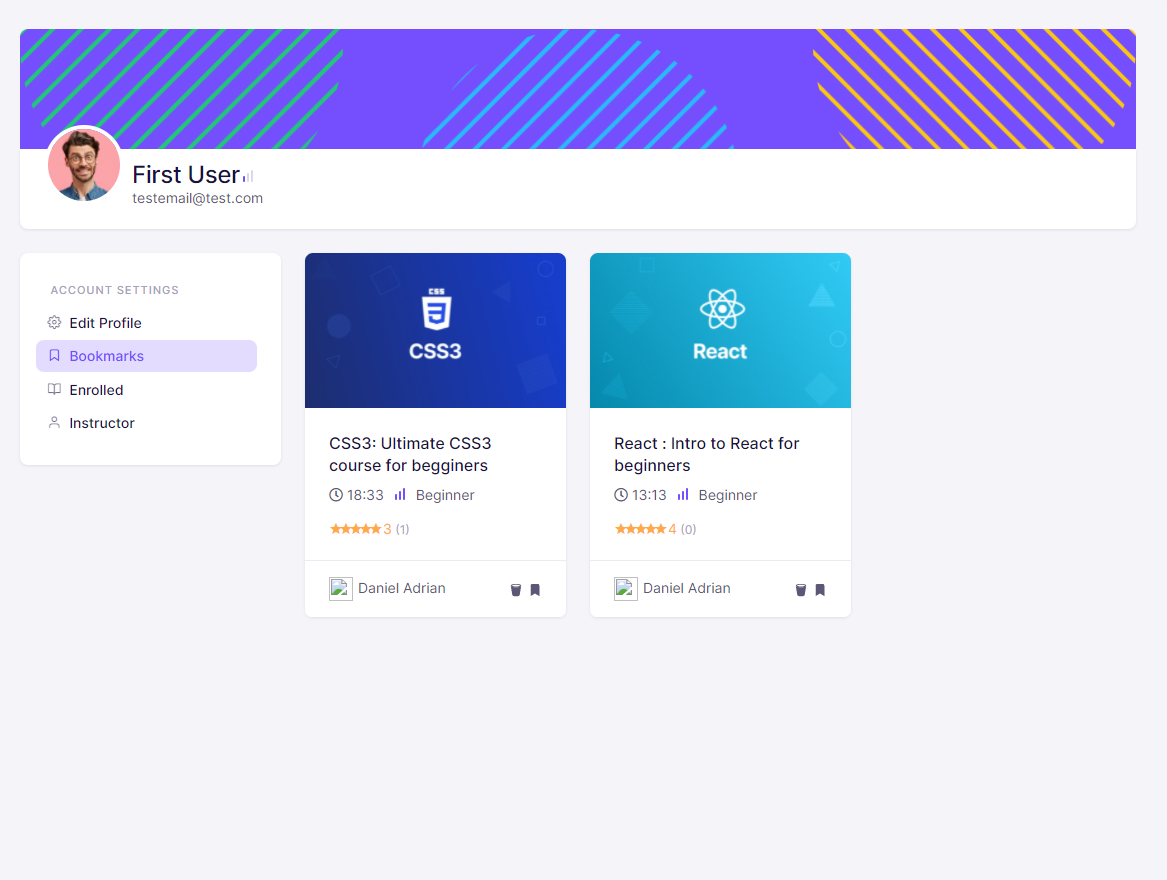 First User
testemail@test.com
ACCOUNT SETTINGS
Edit Profile
Bookmarks
Enrolled
Instructor
CSS
CSS3
CSS3: Ultimate CSS3
course for begginers
18:33 Beginner
3 (1)
Daniel Adrian
React
React : Intro to React for
beginners
13:13 Beginner
4 (0)
Daniel Adrian